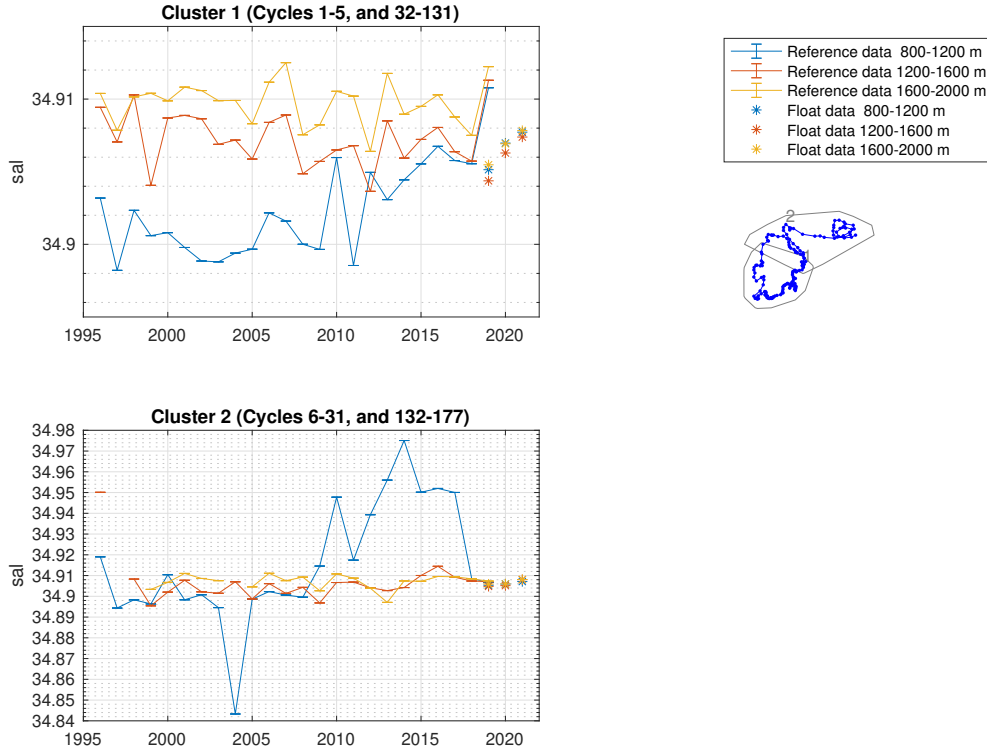 Cluster 1 (Cycles 1-5, and 32-131)
34.91
34.9
sal
1995 2000 2005 2010 2015 2020
Reference data 800-1200 m
Reference data 1200-1600 m
Reference data 1600-2000 m
Float data 800-1200 m
Float data 1200-1600 m
Float data 1600-2000 m
2
Cluster 2 (Cycles 6-31, and 132-177)
34.98
34.97
34.96
34.95
34.94
34.93
34.92
34.91
34.9
34.89
34.88
34.87
34.86
34.85
34.84
sal
1995 2000 2005 2010 2015 2020